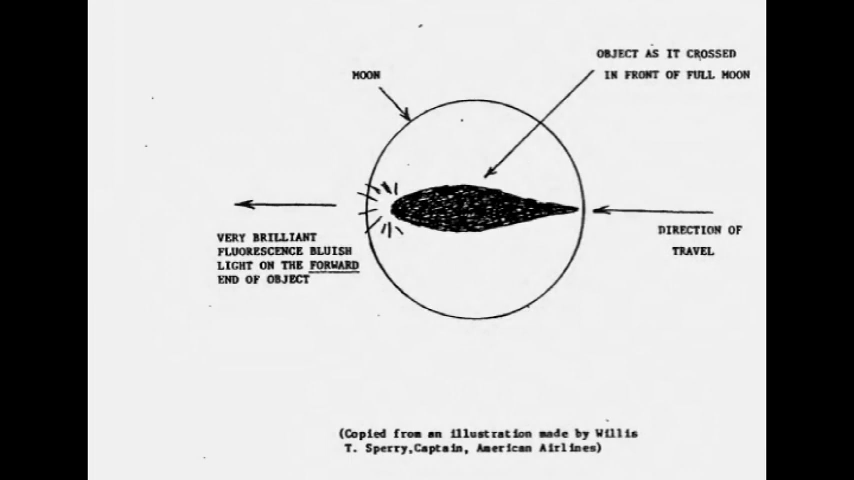 OBJECT AS IT CROSSED
IN FRONT OF FULL MOON
MOON
VERY BRILLIANT
FLUORESCENCE BLUISH
LIGHT ON THE FORWARD
END OF OBJECT
DIRECTION OF
TRAVEL
(Copied from an illustration made by Willis
T. Sperry,Captain, American Airlines)